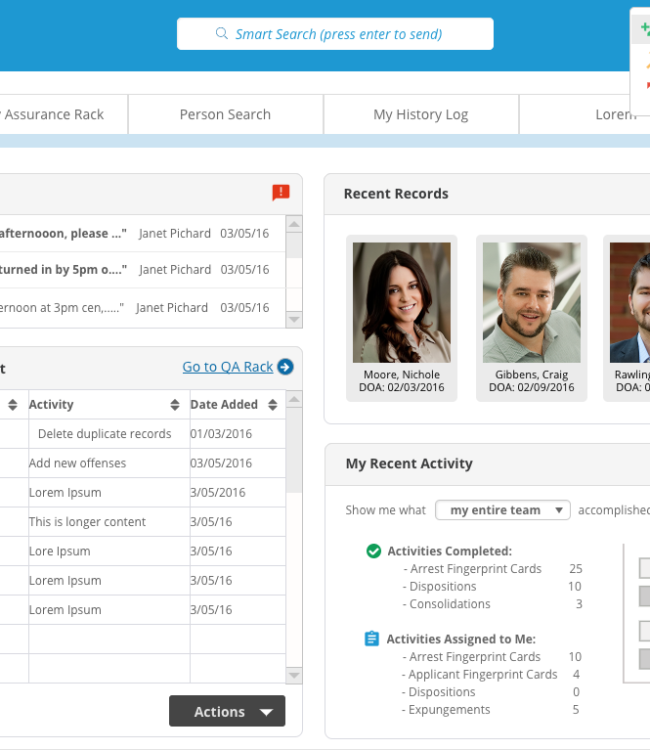 Smart Search (press enter to send)
Assurance Rack
Person Search
My History Log
Lorem
afternooon, please ..." Janet Pichard 03/05/16
turned in by 5pm o...." Janet Pichard 03/05/16
ernoon at 3pm cen,....." Janet Pichard 03/05/16
t Go to QA Rack
Activity Date Added
Delete duplicate records 01/03/2016
Add new offenses 03/05/2016
Lorem Ipsum 3/05/2016
This is longer content 3/05/16
Lore Ipsum 3/05/16
Lorem Ipsum 3/05/16
Lorem Ipsum 3/05/16
Actions
Recent Records
Moore, Nichole
DOA: 02/03/2016
Gibbens, Craig
DOA: 02/09/2016
Rawling
DOA: 0
My Recent Activity
Show me what my entire team accomplished
Activities Completed:
- Arrest Fingerprint Cards 25
- Dispositions 10
- Consolidations 3
Activities Assigned to Me:
- Arrest Fingerprint Cards 10
- Applicant Fingerprint Cards 4
- Dispositions 0
- Expungements 5